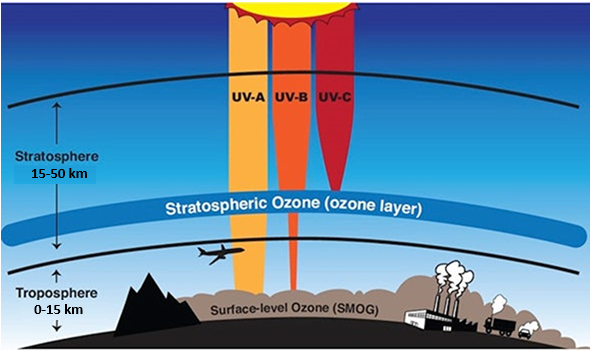 UV-A UV-B UV-C
Stratosphere
15-50 km
Stratospheric Ozone (ozone layer)
Troposphere
0-15 km
Surface-level Ozone (SMOG)